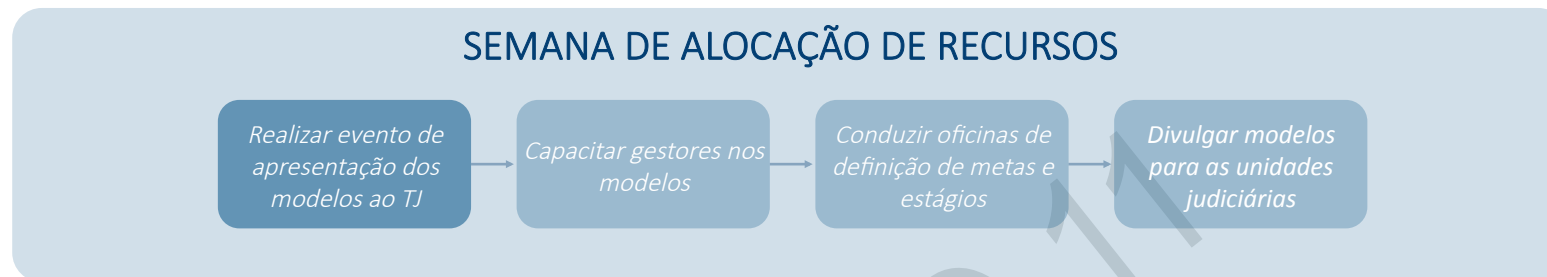 SEMANA DE ALOCAÇÃO DE RECURSOS
Realizar evento de
apresentação dos
modelos ao TJ
Capacitar gestores nos
modelos
Conduzir oficinas de
definição de metas e
estágios
Divulgar modelos
para as unidades
judiciárias